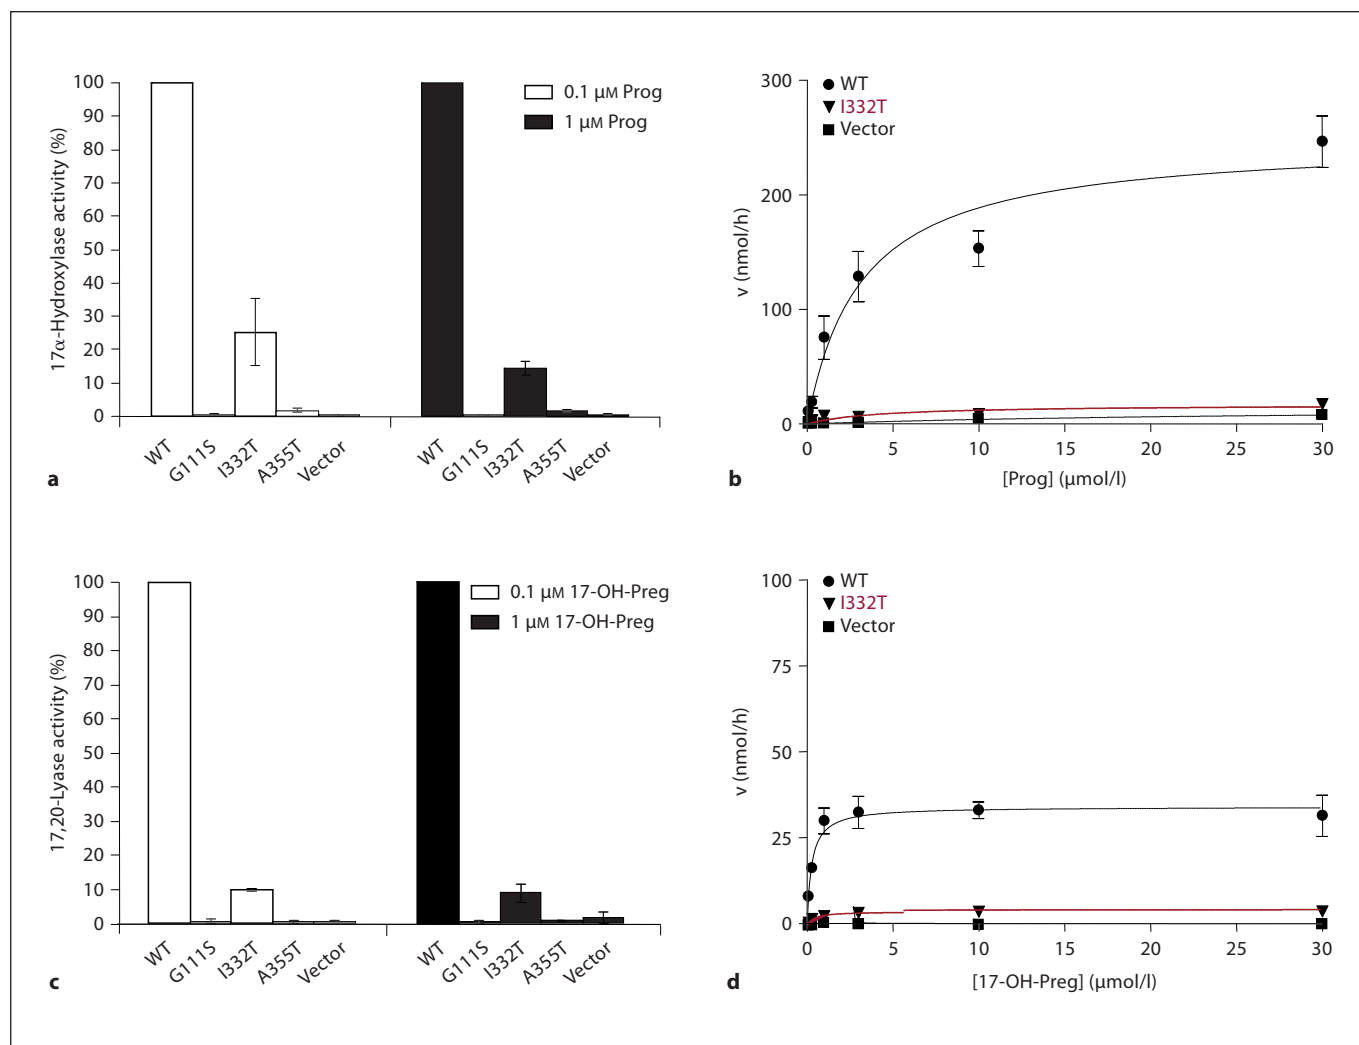 100
90
80
70
60
50
40
30
20
10
0
17α-Hydroxylase activity (%)
0.1 µM Prog
1 µM Prog
WT
G111S
I332T
A355T
Vector
WT
G111S
I332T
A355T
Vector
a
300
200
100
0
v (nmol/h)
WT
I332T
Vector
0 5 10 15 20 25 30
[Prog] (µmol/l)
b
100
90
80
70
60
50
40
30
20
10
0
17,20-Lyase activity (%)
0.1 µM 17-OH-Preg
1 µM 17-OH-Preg
WT
G111S
I332T
A355T
Vector
WT
G111S
I332T
A355T
Vector
c
100
75
50
25
0
v (nmol/h)
WT
I332T
Vector
0 5 10 15 20 25 30
[17-OH-Preg] (µmol/l)
d